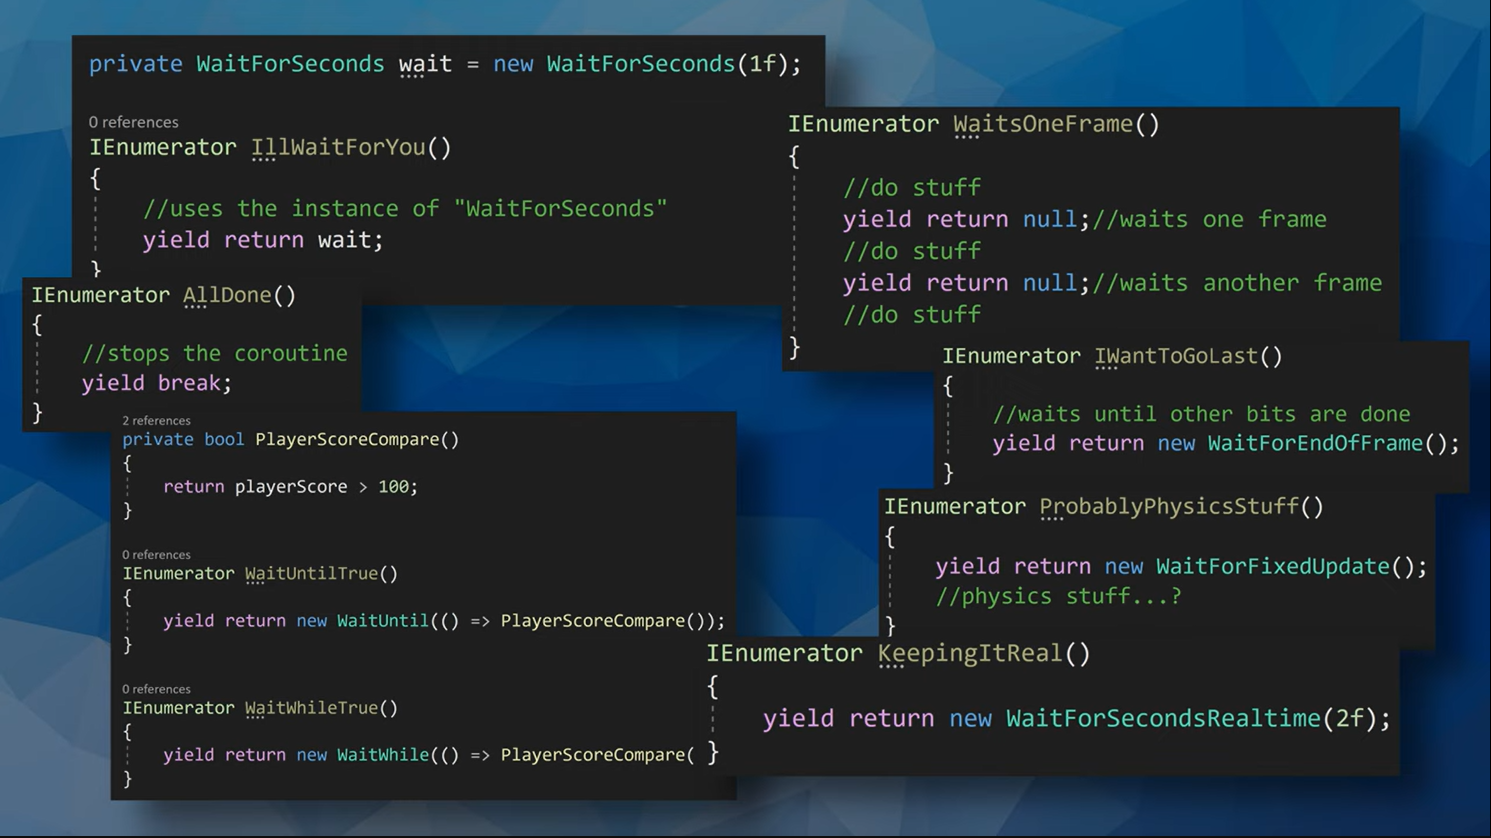 private WaitForSeconds wait = new WaitForSeconds(1f);
0 references
IEnumerator IllWaitForYou()
{
//uses the instance of "WaitForSeconds"
yield return wait;
}
IEnumerator AllDone()
{
//stops the coroutine
yield break;
}
2 references
private bool PlayerScoreCompare()
{
return playerScore > 100;
}
0 references
IEnumerator WaitUntilTrue()
{
yield return new WaitUntil(() => PlayerScoreCompare());
}
0 references
IEnumerator WaitWhileTrue()
{
yield return new WaitWhile(() => PlayerScoreCompare(
}
IEnumerator WaitsOneFrame()
{
//do stuff
yield return null;//waits one frame
//do stuff
yield return null;//waits another frame
//do stuff
}
IEnumerator IWantToGoLast()
{
//waits until other bits are done
yield return new WaitForEndOfFrame();
}
IEnumerator ProbablyPhysicsStuff()
{
yield return new WaitForFixedUpdate();
//physics stuff...?
}
IEnumerator KeepingItReal()
{
yield return new WaitForSecondsRealtime(2f);
}